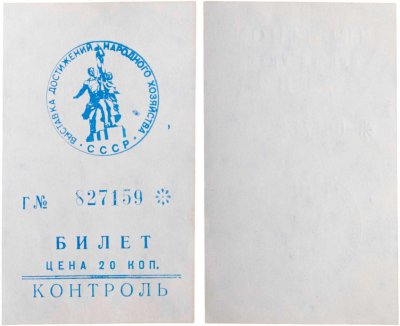 ВЫСТАВКА ДОСТИЖЕНИЙ НАРОДНОГО ХОЗЯЙСТВА
· СССР ·
Г № 827159
БИЛЕТ
ЦЕНА 20 КОП.
КОНТРОЛЬ